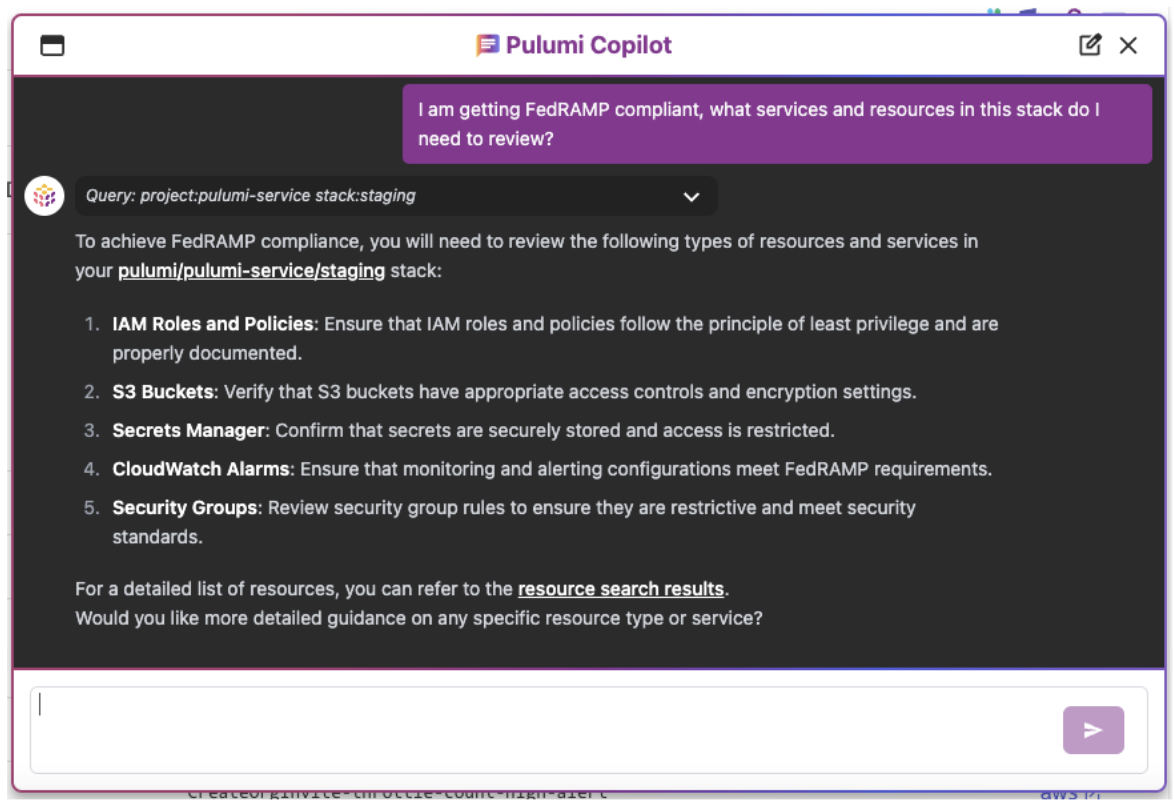 Pulumi Copilot
I am getting FedRAMP compliant, what services and resources in this stack do I
need to review?
Query: project:pulumi-service stack:staging
To achieve FedRAMP compliance, you will need to review the following types of resources and services in
your pulumi/pulumi-service/staging stack:
1. IAM Roles and Policies: Ensure that IAM roles and policies follow the principle of least privilege and are
properly documented.
2. S3 Buckets: Verify that S3 buckets have appropriate access controls and encryption settings.
3. Secrets Manager: Confirm that secrets are securely stored and access is restricted.
4. CloudWatch Alarms: Ensure that monitoring and alerting configurations meet FedRAMP requirements.
5. Security Groups: Review security group rules to ensure they are restrictive and meet security
standards.
For a detailed list of resources, you can refer to the resource search results.
Would you like more detailed guidance on any specific resource type or service?
CreateOrgInvite-throttle-count-high-alert
aws